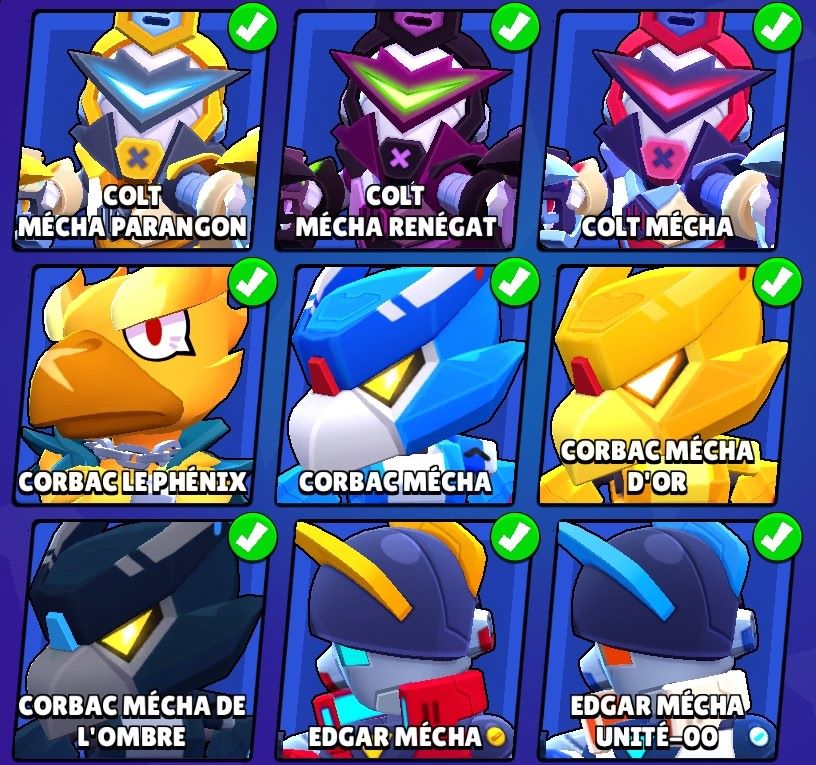 COLT
MÉCHA PARANGON
COLT
MÉCHA RENÉGAT
COLT MÉCHA
CORBAC LE PHÉNIX
CORBAC MÉCHA
CORBAC MÉCHA
D'OR
CORBAC MÉCHA DE
L'OMBRE
EDGAR MÉCHA
EDGAR MÉCHA
UNITÉ-00